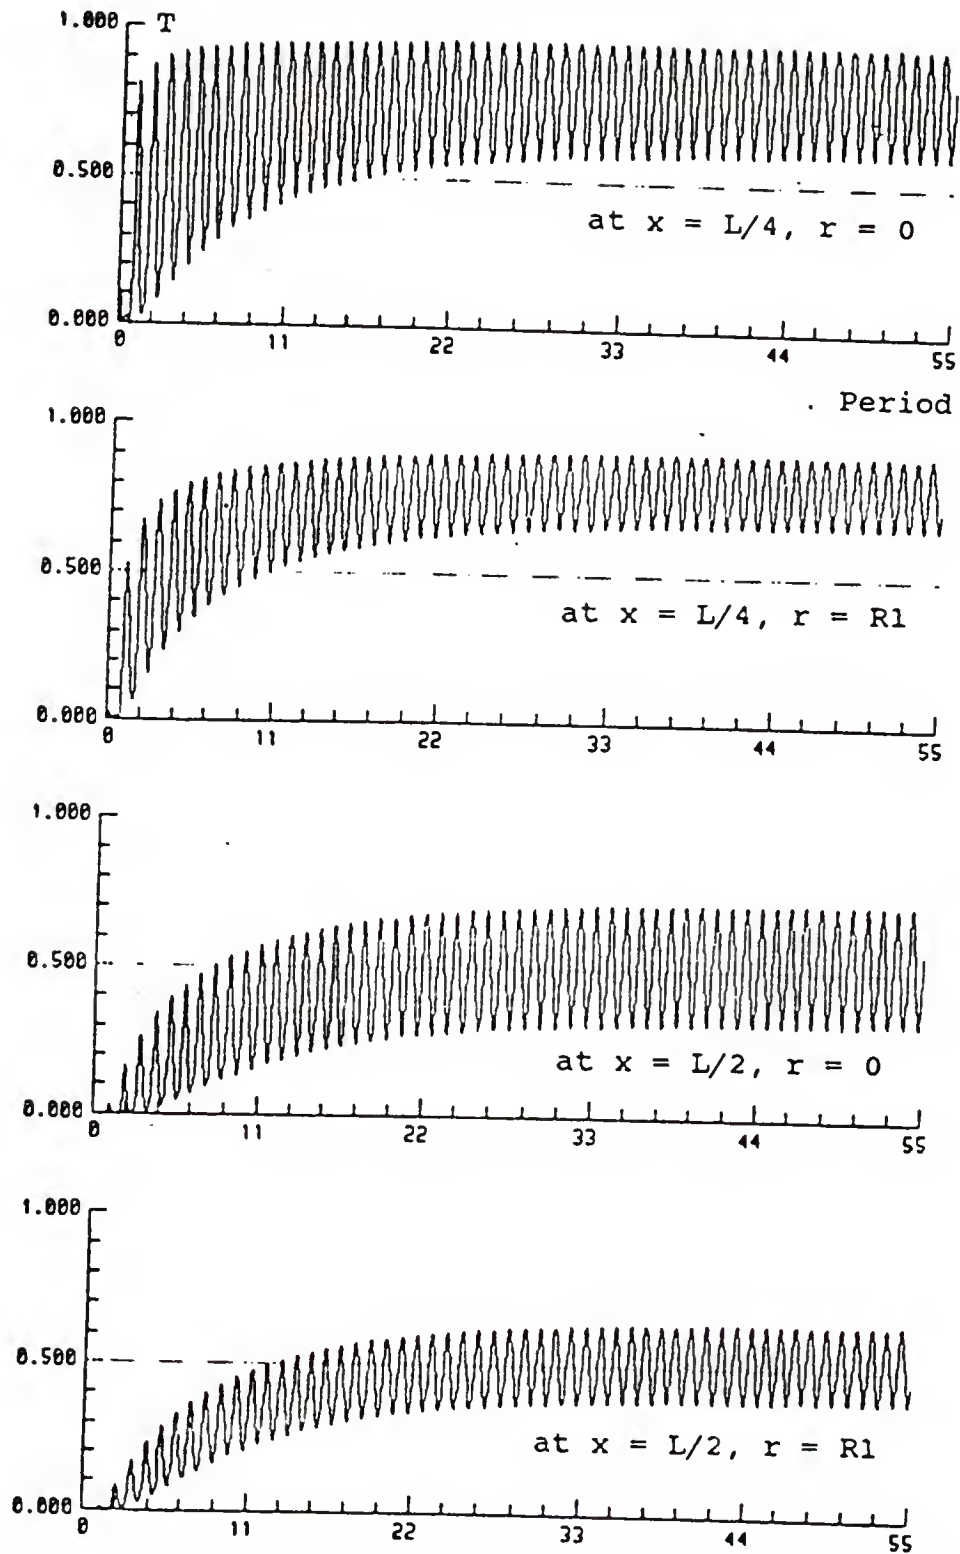 1.000 T
0.500
at x = L/4, r = 0
0.000
0 11 22 33 44 55
Period
1.000
0.500
at x = L/4, r = R1
0.000
0 11 22 33 44 55
1.000
0.500
at x = L/2, r = 0
0.000
0 11 22 33 44 55
1.000
0.500
at x = L/2, r = R1
0.000
0 11 22 33 44 55